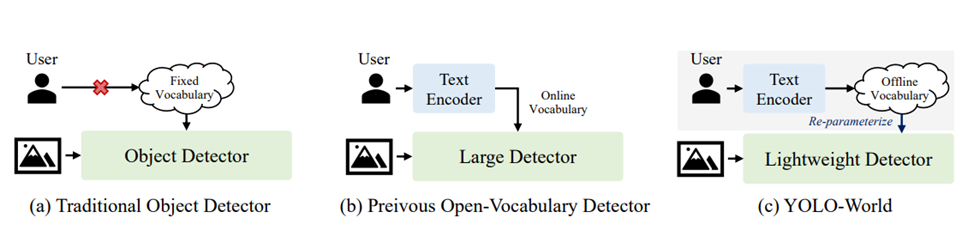 User
Fixed
Vocabulary
Object Detector
(a) Traditional Object Detector
User
Text
Encoder
Online
Vocabulary
Large Detector
(b) Preivous Open-Vocabulary Detector
User
Text
Encoder
Offline
Vocabulary
Re-parameterize
Lightweight Detector
(c) YOLO-World